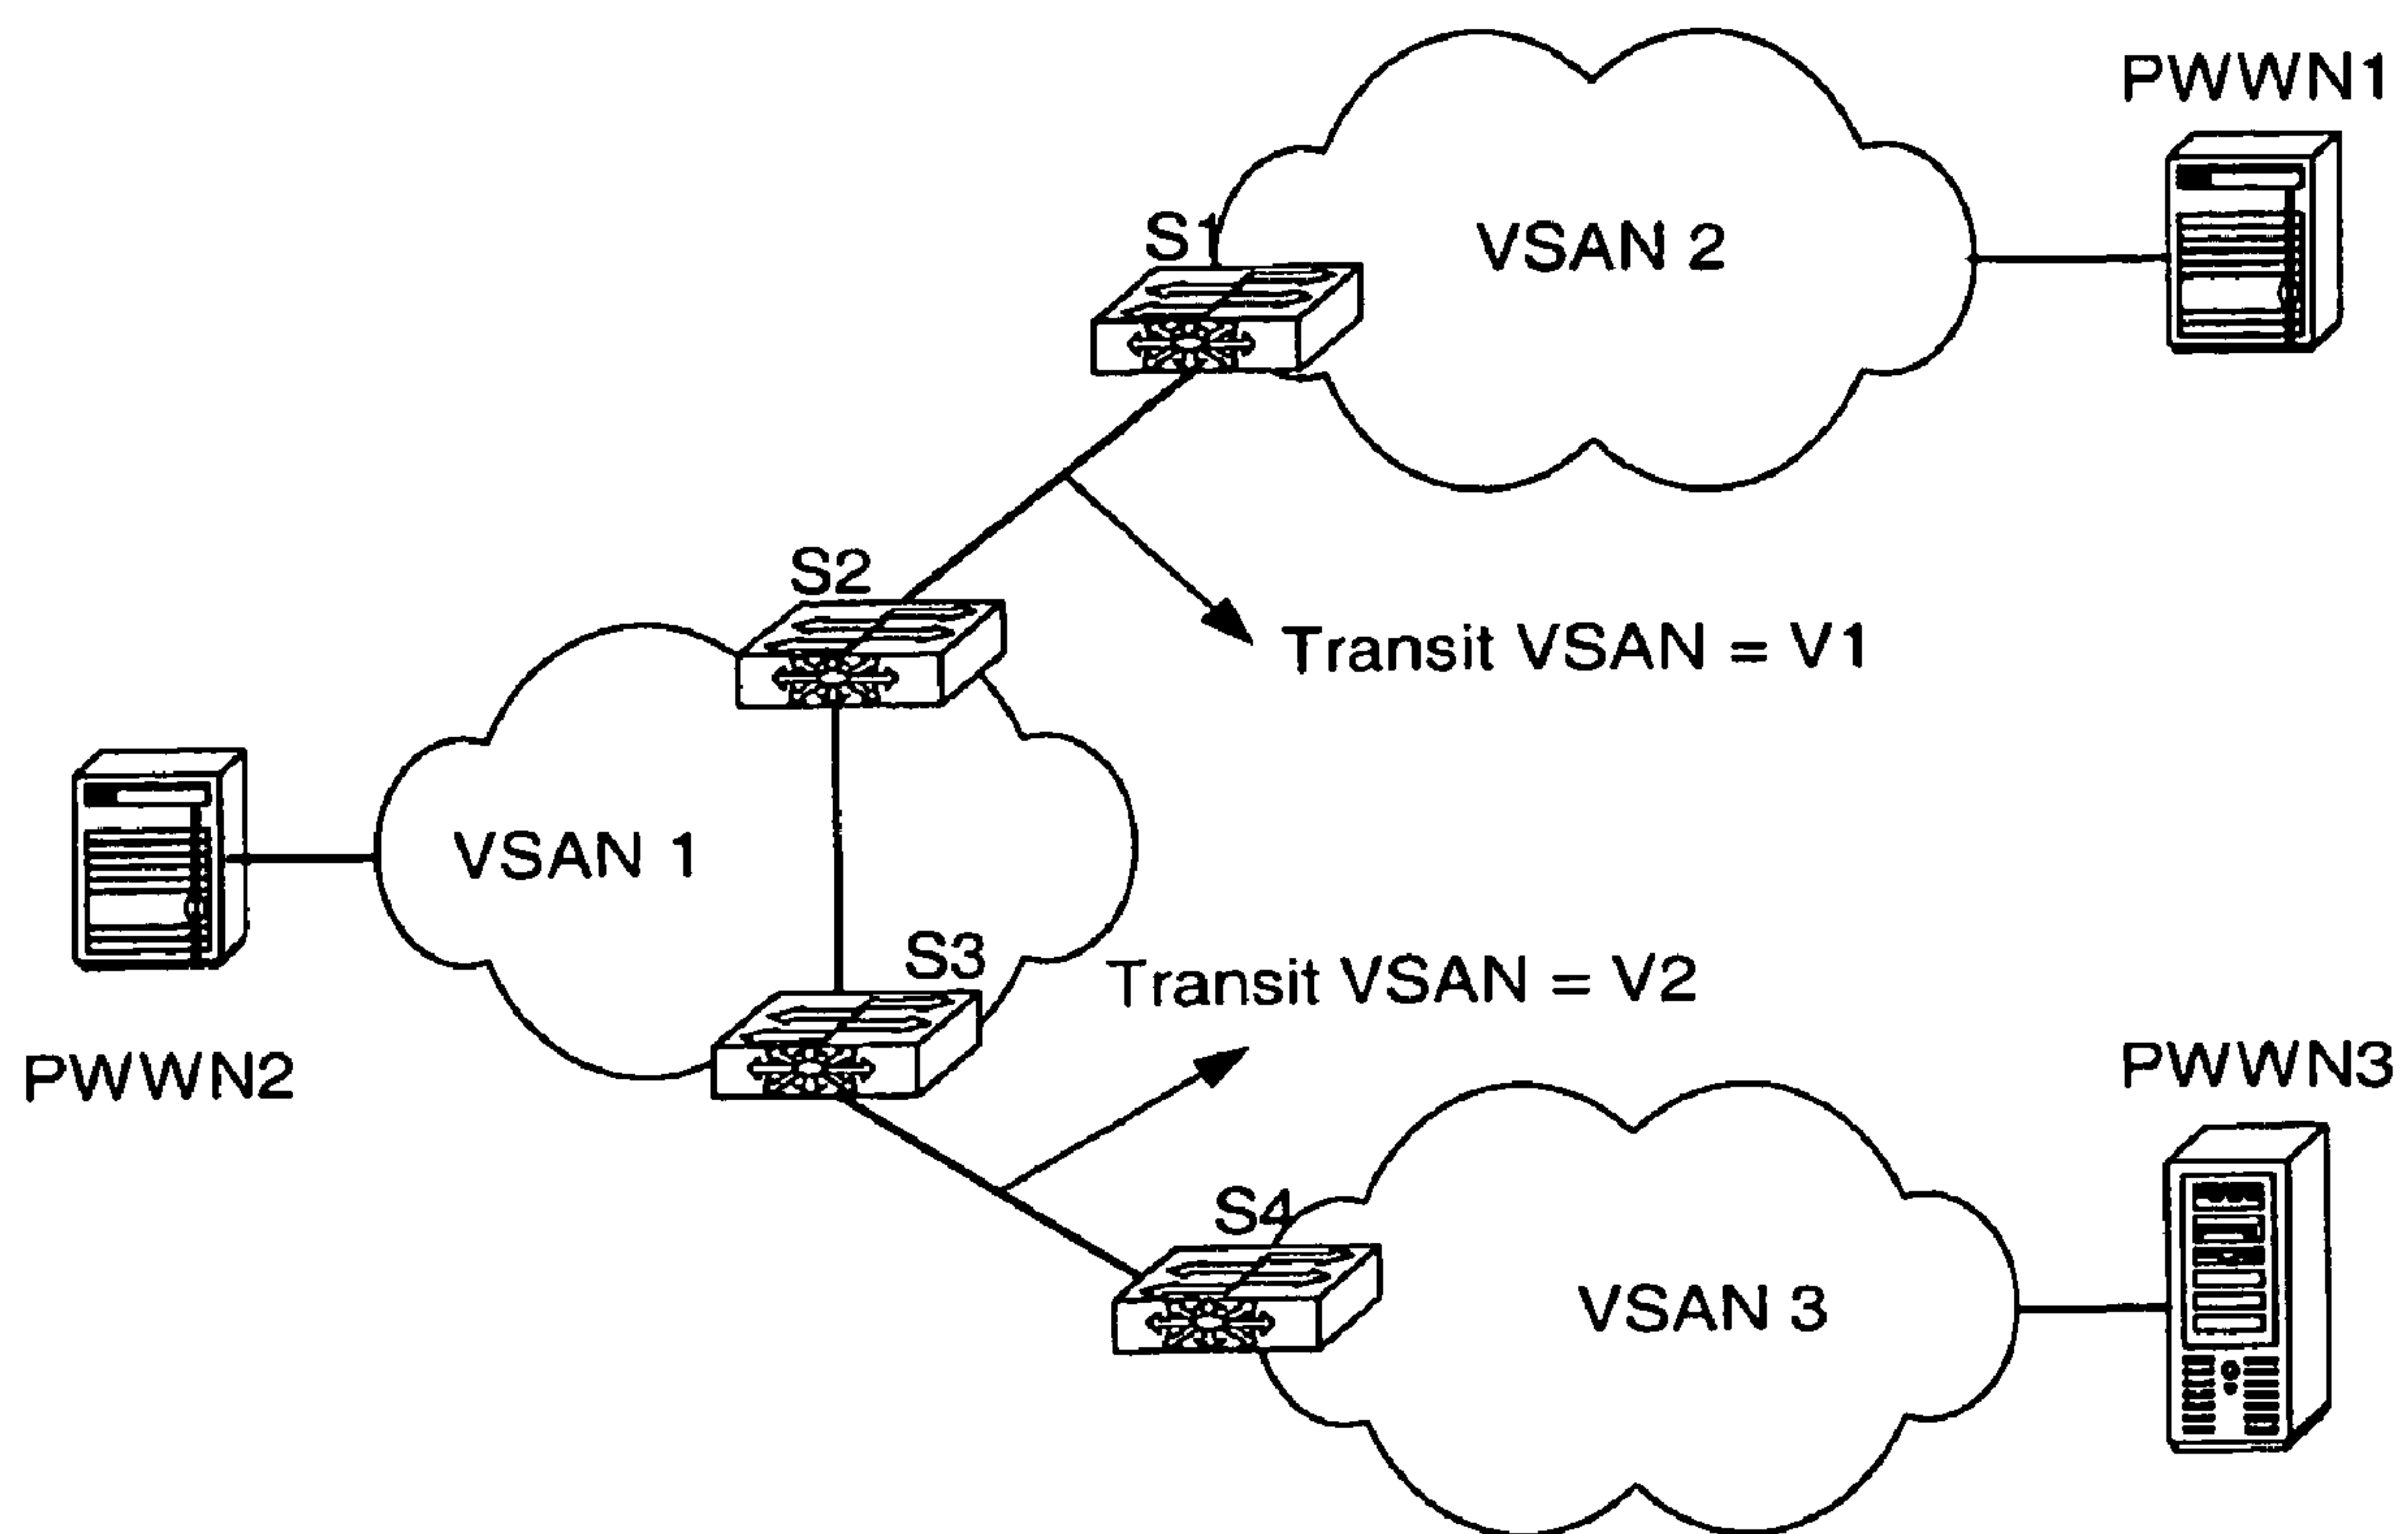 PWWN1
S1
VSAN 2
S2
Transit VSAN = V1
VSAN 1
S3
Transit VSAN = V2
PWWN2
PWWN3
S4
VSAN 3